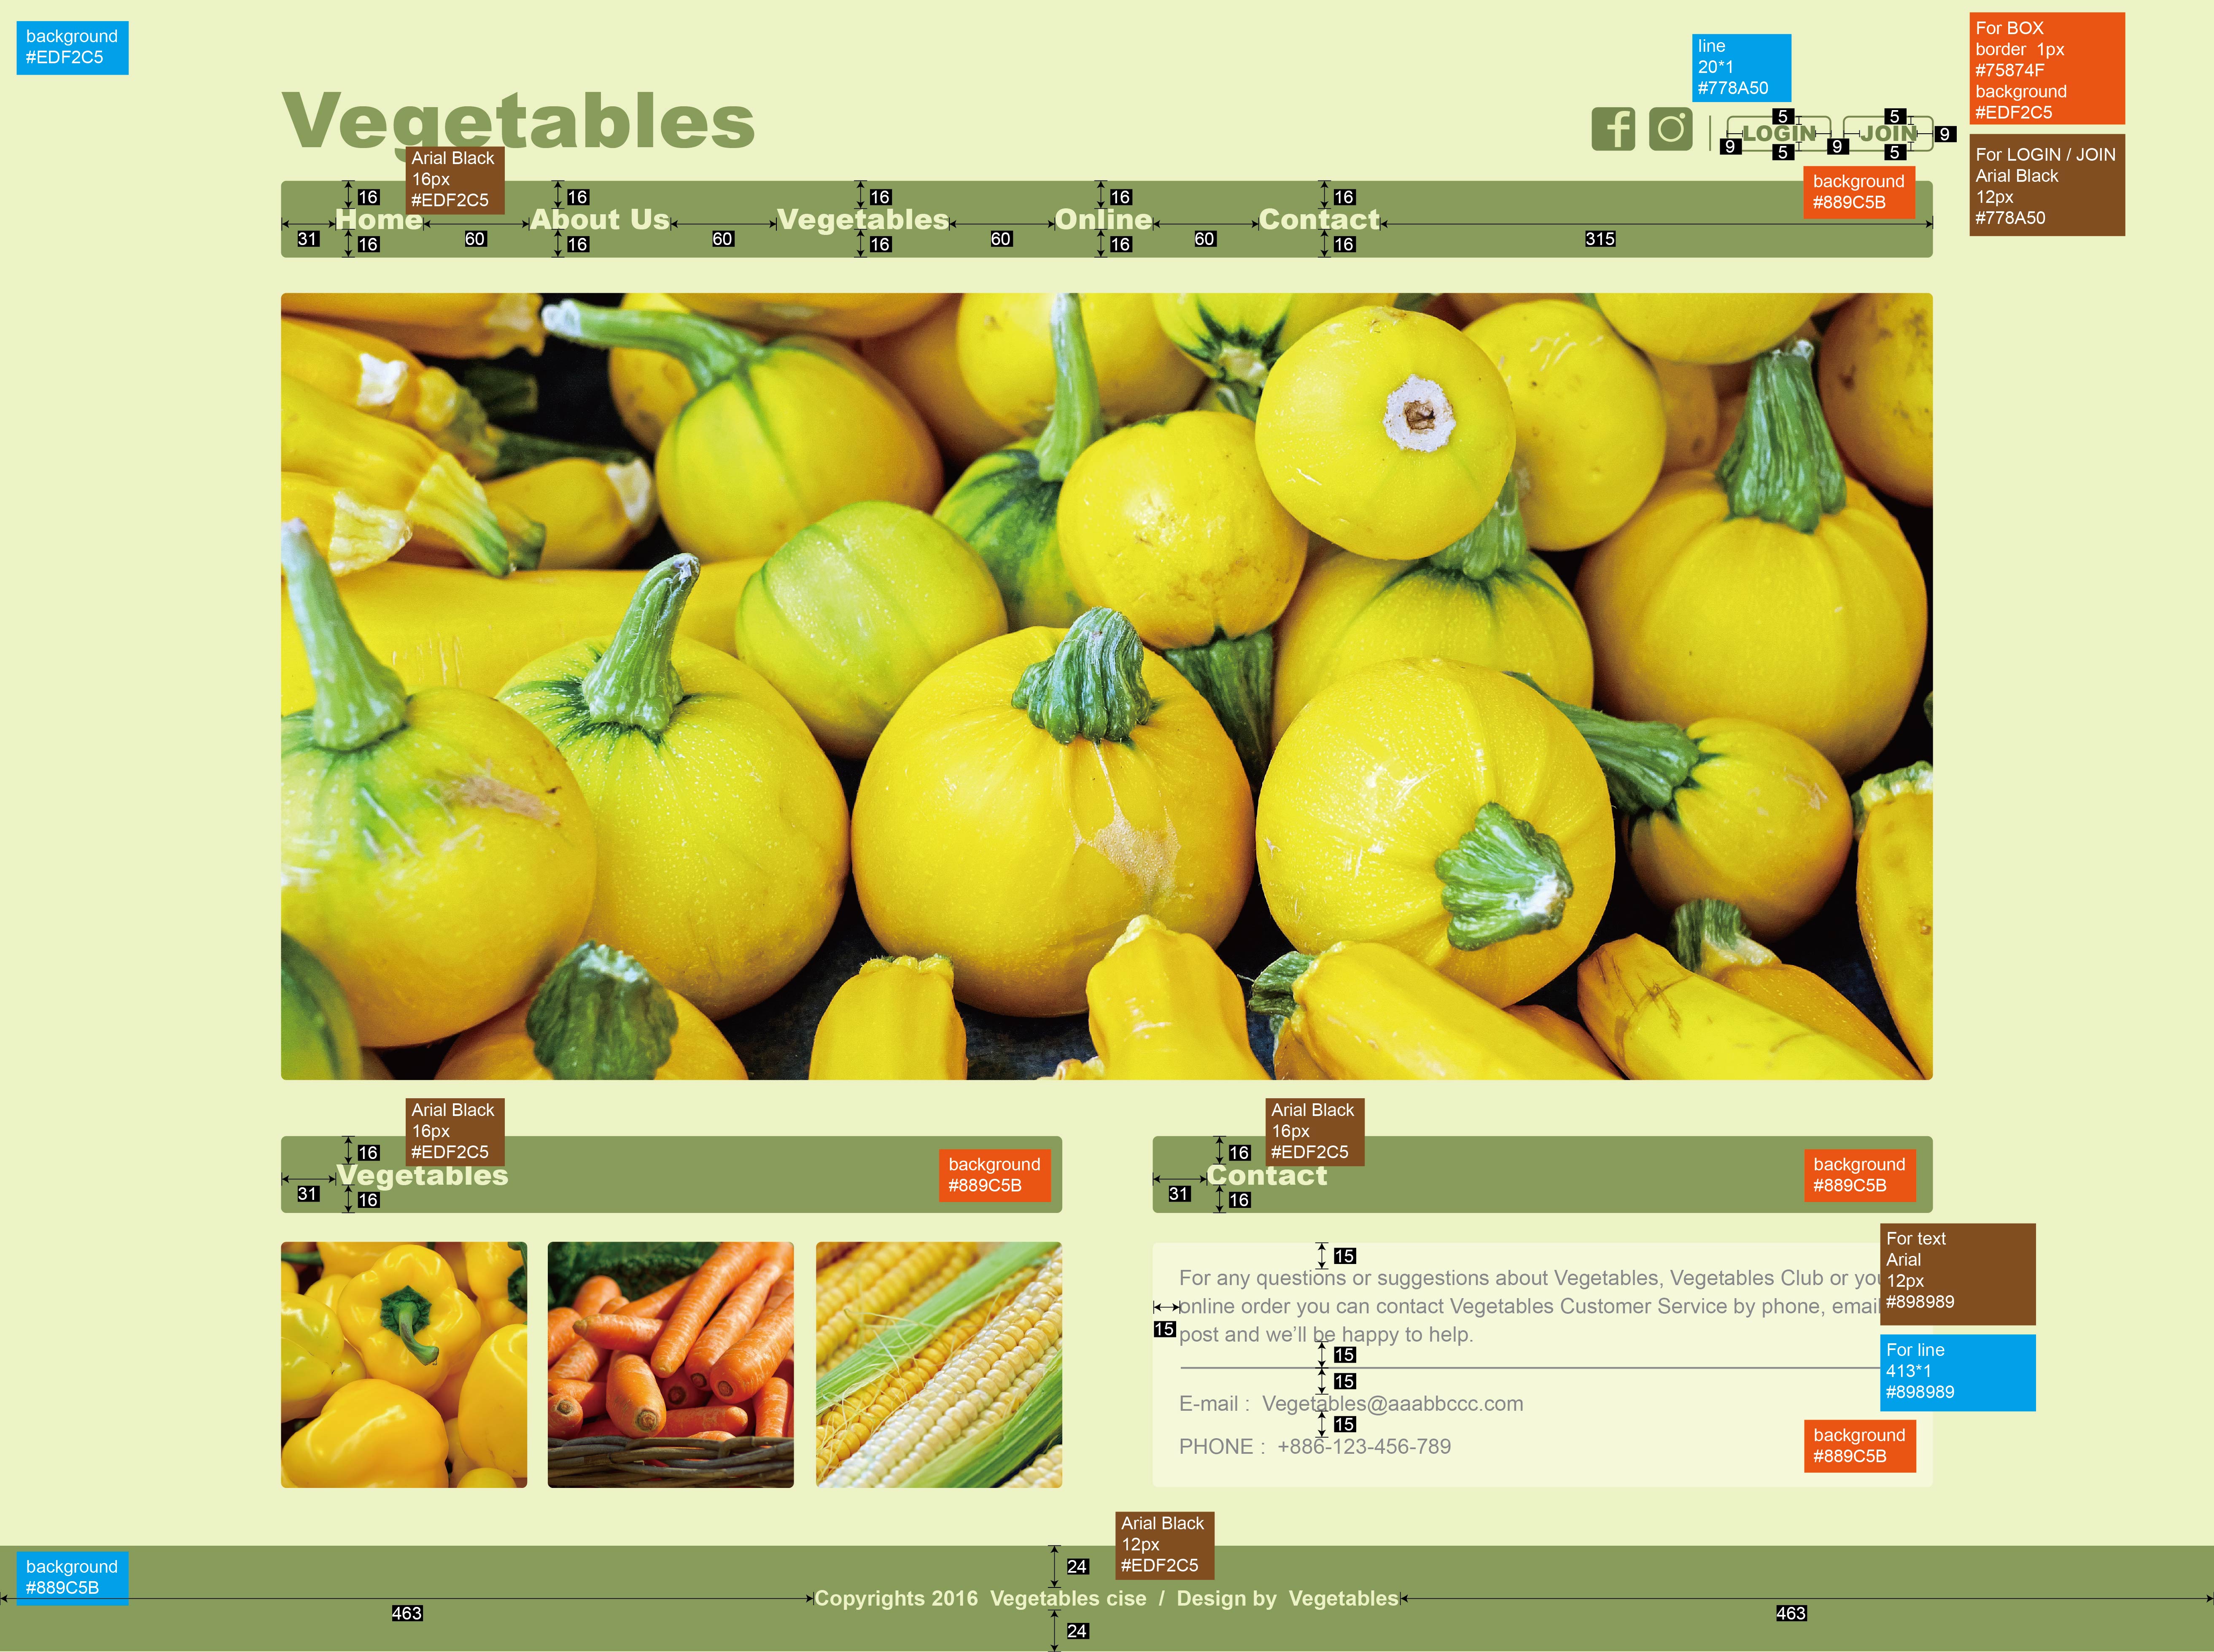 background
#EDF2C5
Vegetables
line
20*1
#778A50
For BOX
border 1px
#75874F
background
#EDF2C5
5
5
LOGIN
JOIN
9
9
9
5
5
For LOGIN / JOIN
Arial Black
12px
#778A50
Arial Black
16px
#EDF2C5
background
#889C5B
16
16
16
16
16
Home
About Us
Vegetables
Online
Contact
31
16
60
16
60
16
60
16
60
16
315
Arial Black
16px
#EDF2C5
16
Vegetables
31
16
background
#889C5B
Arial Black
16px
#EDF2C5
16
Contact
31
16
background
#889C5B
15
For any questions or suggestions about Vegetables, Vegetables Club or
online order you can contact Vegetables Customer Service by phone, email
15
post and we'll be happy to help.
15
15
E-mail : Vegetables@aaabbccc.com
15
PHONE : +886-123-456-789
For text
Arial
12px
#898989
For line
413*1
#898989
background
#889C5B
Arial Black
12px
#EDF2C5
background
#889C5B
24
Copyrights 2016 Vegetables cise / Design by Vegetables
463
24
463